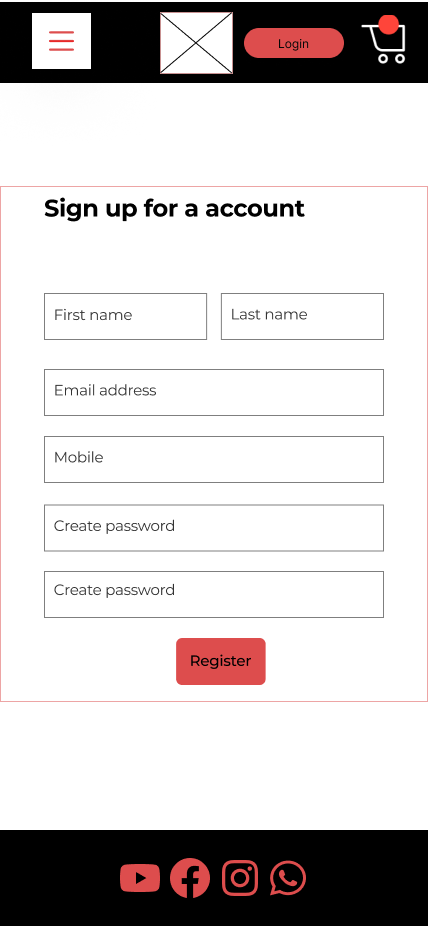 Login
Sign up for a account
First name
Last name
Email address
Mobile
Create password
Create password
Register